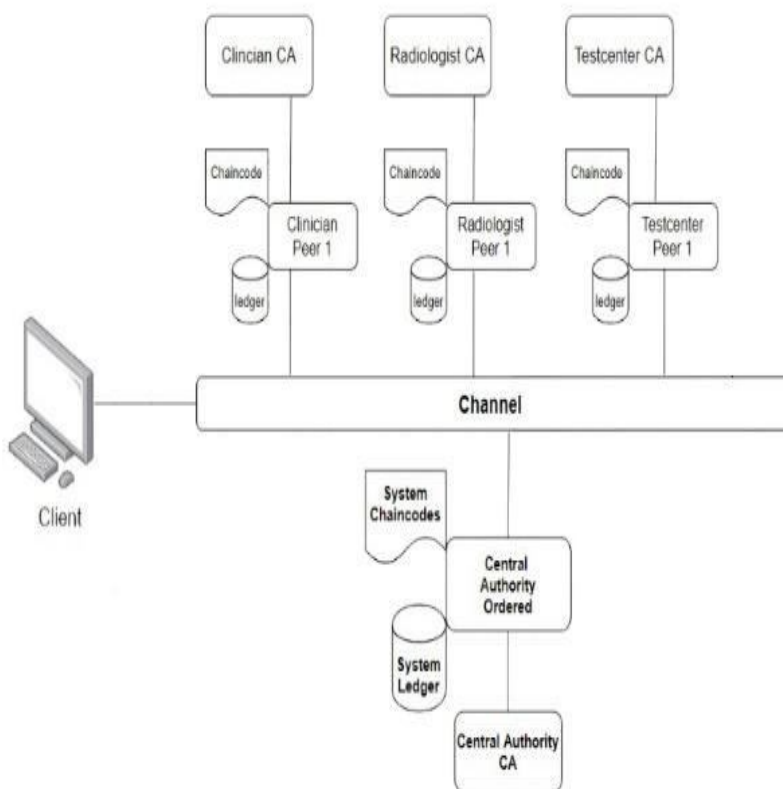 Clincian CA
Radiologist CA
Testcenter CA
Chaincode
Chaincode
Chaincode
Clinician
Peer 1
Radiologist
Peer 1
Testcenter
Peer 1
ledger
ledger
ledger
Channel
Client
System
Chaincodes
Central
Authority
Ordered
System
Ledger
Central Authority
CA